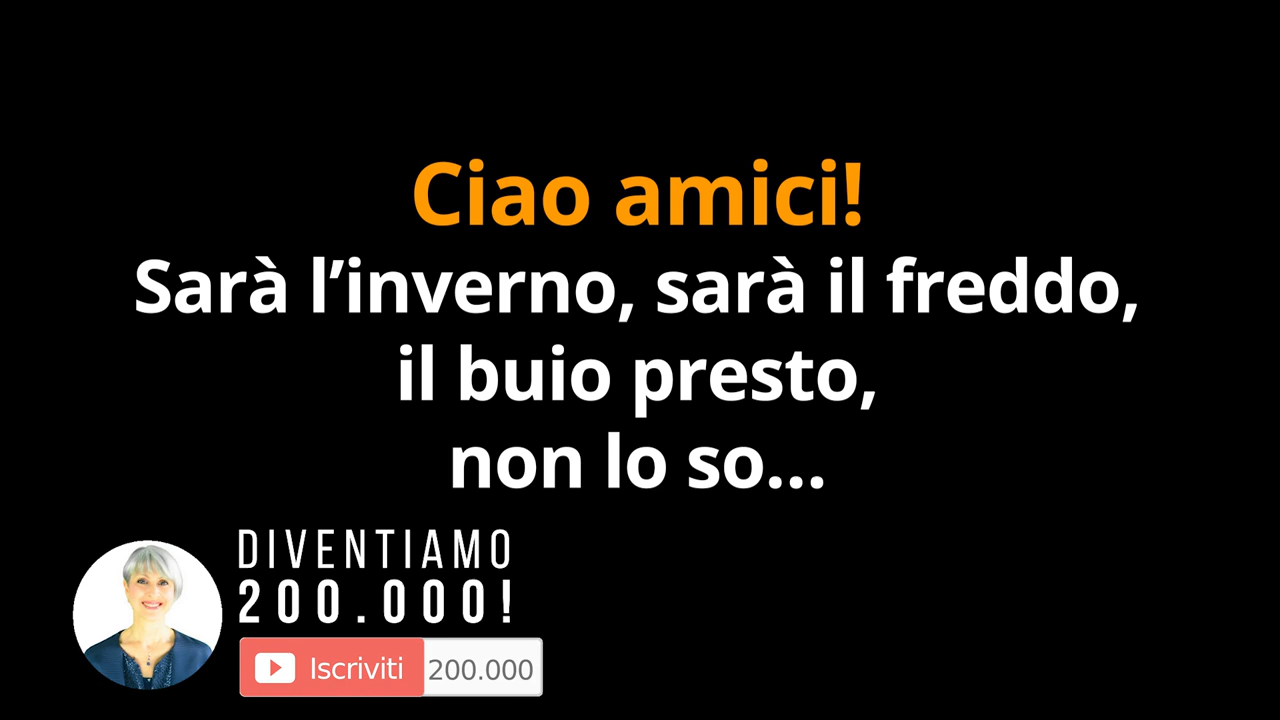 Ciao amici!
Sarà l’inverno, sarà il freddo,
il buio presto,
non lo so...
DIVENTIAMO
200.000!
Iscriviti 200.000